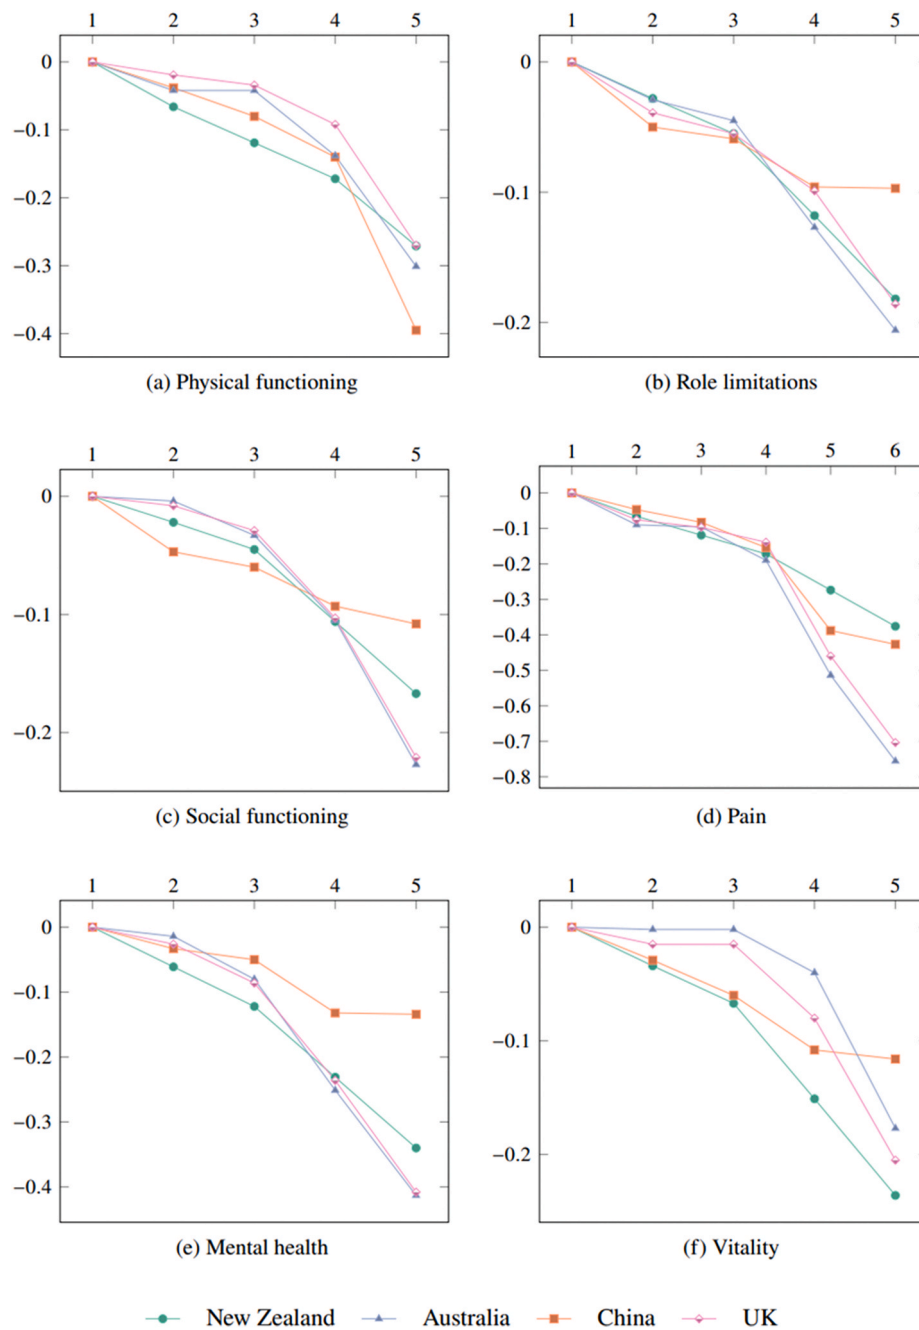 1 2 3 4 5
0
−0.1
−0.2
−0.3
−0.4
(a) Physical functioning
1 2 3 4 5
0
−0.1
−0.2
(b) Role limitations
1 2 3 4 5
0
−0.1
−0.2
(c) Social functioning
1 2 3 4 5 6
0
−0.1
−0.2
−0.3
−0.4
−0.5
−0.6
−0.7
−0.8
(d) Pain
1 2 3 4 5
0
−0.1
−0.2
−0.3
−0.4
(e) Mental health
1 2 3 4 5
0
−0.1
−0.2
(f) Vitality
New Zealand Australia China UK